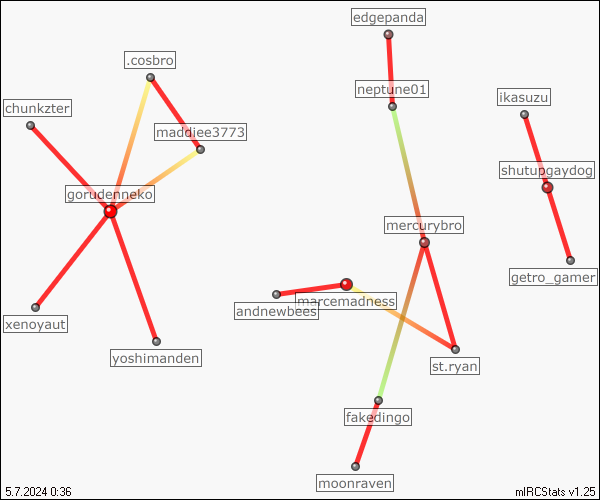 edgepanda
.cosbro
neptune01
ikasuzu
chunkzter
maddiee3773
shutupgaydog
gorudenneko
mercurybro
getro_gamer
marcemadness
andnewbees
xenoyaut
yoshimanden
st.ryan
fakedingo
moonraven
5.7.2024 0:36
mIRCStats v1.25